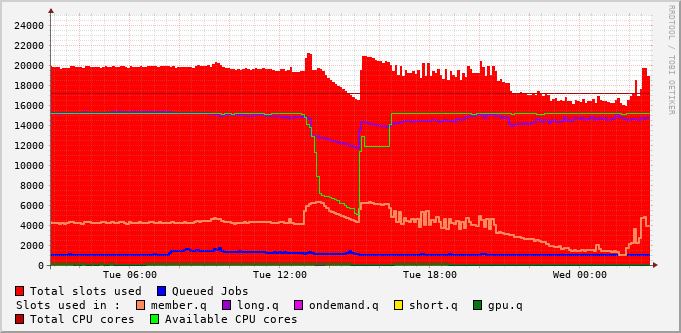 24000
22000
20000
18000
16000
14000
12000
10000
8000
6000
4000
2000
0
Tue 06:00 Tue 12:00 Tue 18:00 Wed 00:00
RRDTOOL / TOBI OETIKER
Total slots used Queued Jobs
Slots used in : member.q long.q ondemand.q short.q gpu.q
Total CPU cores Available CPU cores